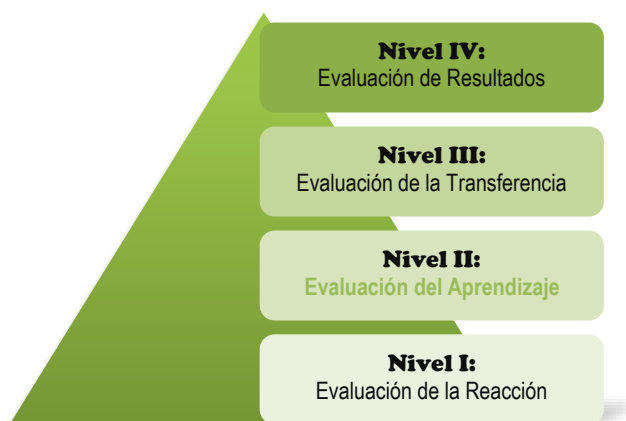 Nivel IV:
Evaluación de Resultados
Nivel III:
Evaluación de la Transferencia
Nivel II:
Evaluación del Aprendizaje
Nivel I:
Evaluación de la Reacción